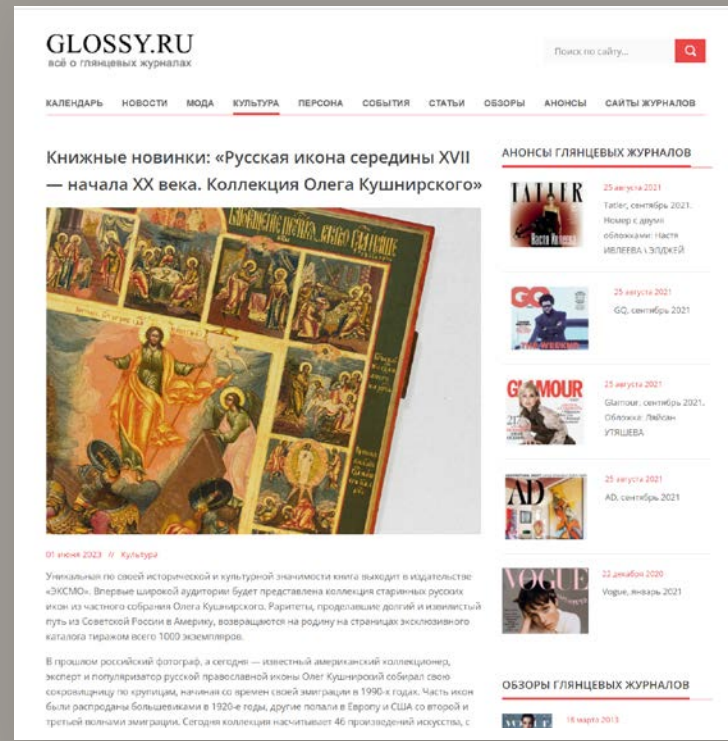 GLOSSY.RU
всё о глянцевых журналах
Поиск по сайту...
КАЛЕНДАРЬ НОВОСТИ МОДА КУЛЬТУРА ПЕРСОНА СОБЫТИЯ СТАТЬИ ОБЗОРЫ АНОНСЫ САЙТЫ ЖУРНАЛОВ
Книжные новинки: «Русская икона середины XVII
— начала XX века. Коллекция Олега Кушнирского»
01 июня 2023 // Культура
Уникальная по своей исторической и культурной значимости книга выходит в издательстве
«ЭКСМО». Впервые широкой аудитории будет представлена коллекция старинных русских
икон из частного собрания Олега Кушнирского. Раритеты, проделавшие долгий и извилистый
путь из Советской России в Америку, возвращаются на родину на страницах эксклюзивного
каталога тиражом всего 1000 экземпляров.
В прошлом российский фотограф, а сегодня — известный американский коллекционер,
эксперт и популяризатор русской православной иконы Олег Кушнирский собирал свою
сокровищницу по крупицам, начиная со времен своей эмиграции в 1990-х годах. Часть икон
были распроданы большевиками в 1920-е годы, другие попали в Европу и США со второй и
третьей волнами эмиграции. Сегодня коллекция насчитывает 46 произведений искусства, с
АНОНСЫ ГЛЯНЦЕВЫХ ЖУРНАЛОВ
TATLER
Настя Ивлеева
25 августа 2021
Tatler, сентябрь 2021.
Номер с двумя
обложками: Настя
ИВЛЕЕВА \ ЭЛДЖЕЙ
GQ
THE WEEKND
25 августа 2021
GQ, сентябрь 2021
GLAMOUR
25 августа 2021
Glamour, сентябрь 2021.
Обложка: Ляйсан
УТЯШЕВА
AD
25 августа 2021
AD, сентябрь 2021
VOGUE
22 декабря 2020
Vogue, январь 2021
ОБЗОРЫ ГЛЯНЦЕВЫХ ЖУРНАЛОВ
16 марта 2013